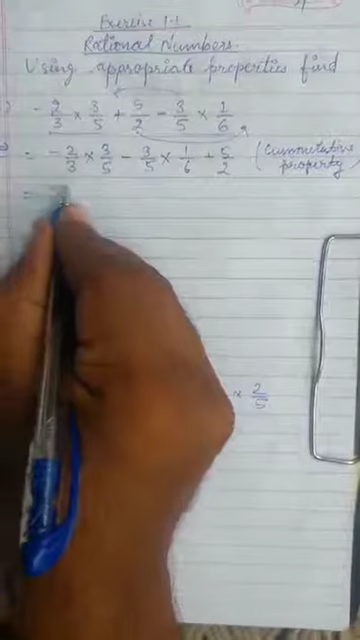 Exercise 1.1
Rational Numbers
Using appropriate properties find
- 2/3 × 3/5 + 5/2 - 3/5 × 1/6
= - 2/3 × 3/5 - 3/5 × 1/6 + 5/2 (Cummutative property)
=
× 2/5